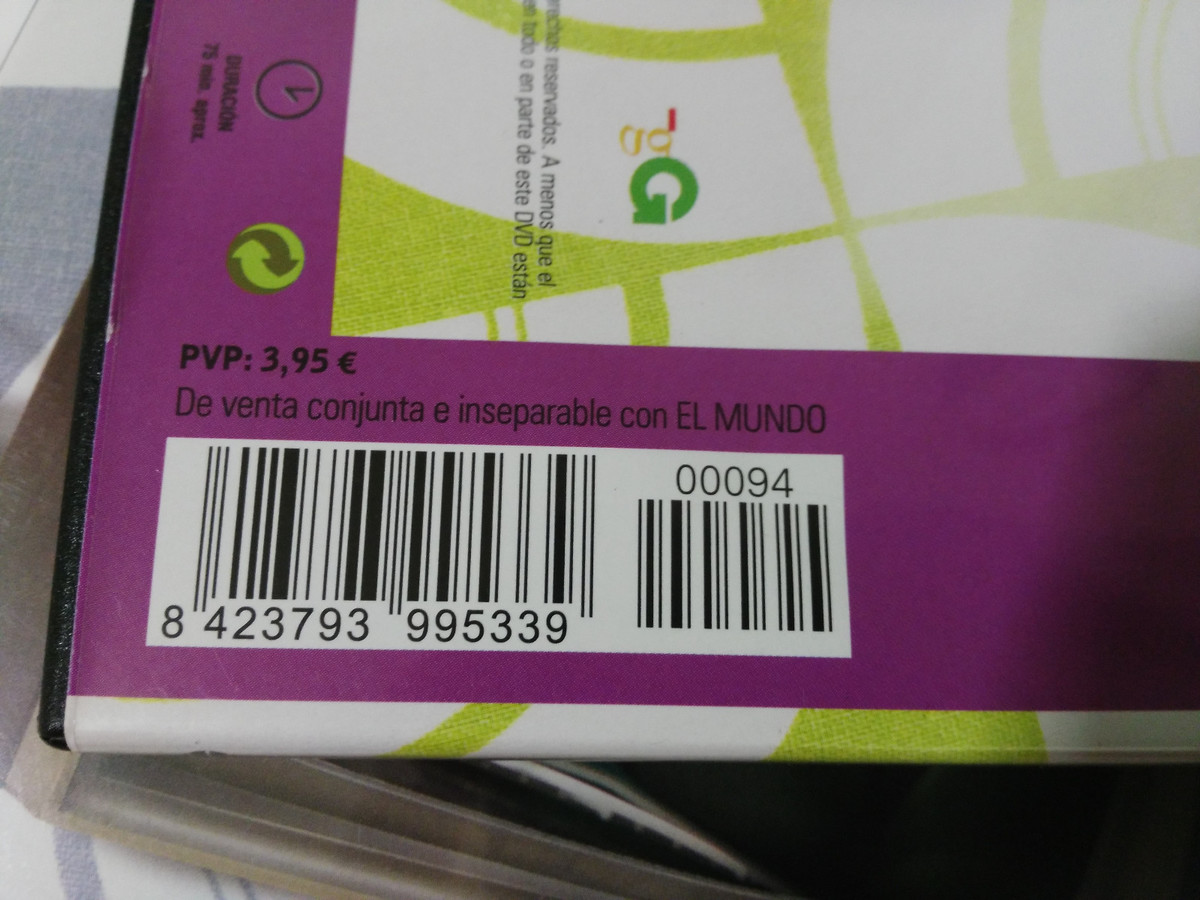 DURACIÓN
75 min. aprox.
reservados. A menos que el
en todo o en parte de este DVD están
gG
PVP: 3,95 €
De venta conjunta e inseparable con EL MUNDO
00094
8 423793 995339